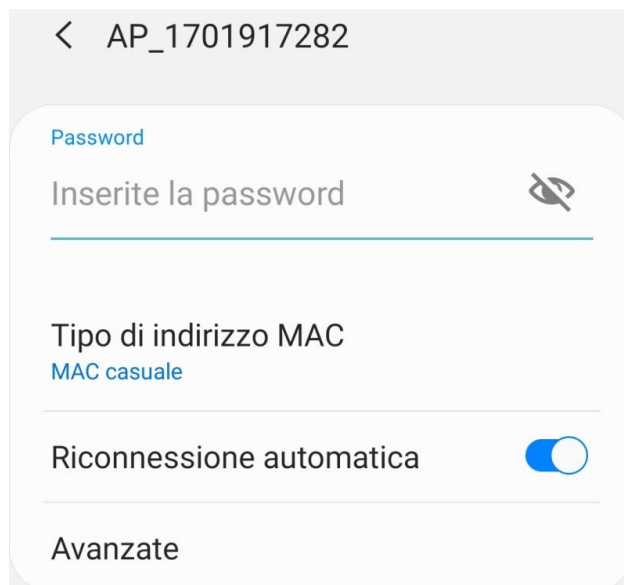 AP_1701917282
Password
Inserite la password
Tipo di indirizzo MAC
MAC casuale
Riconnessione automatica
Avanzate